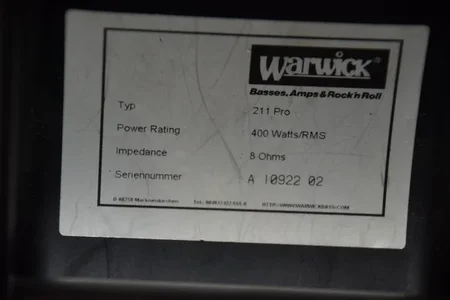 Warwick®
Basses, Amps & Rock'n Roll
Typ 211 Pro
Power Rating 400 Watts/RMS
Impedance 8 Ohms
Seriennummer A 10922 02